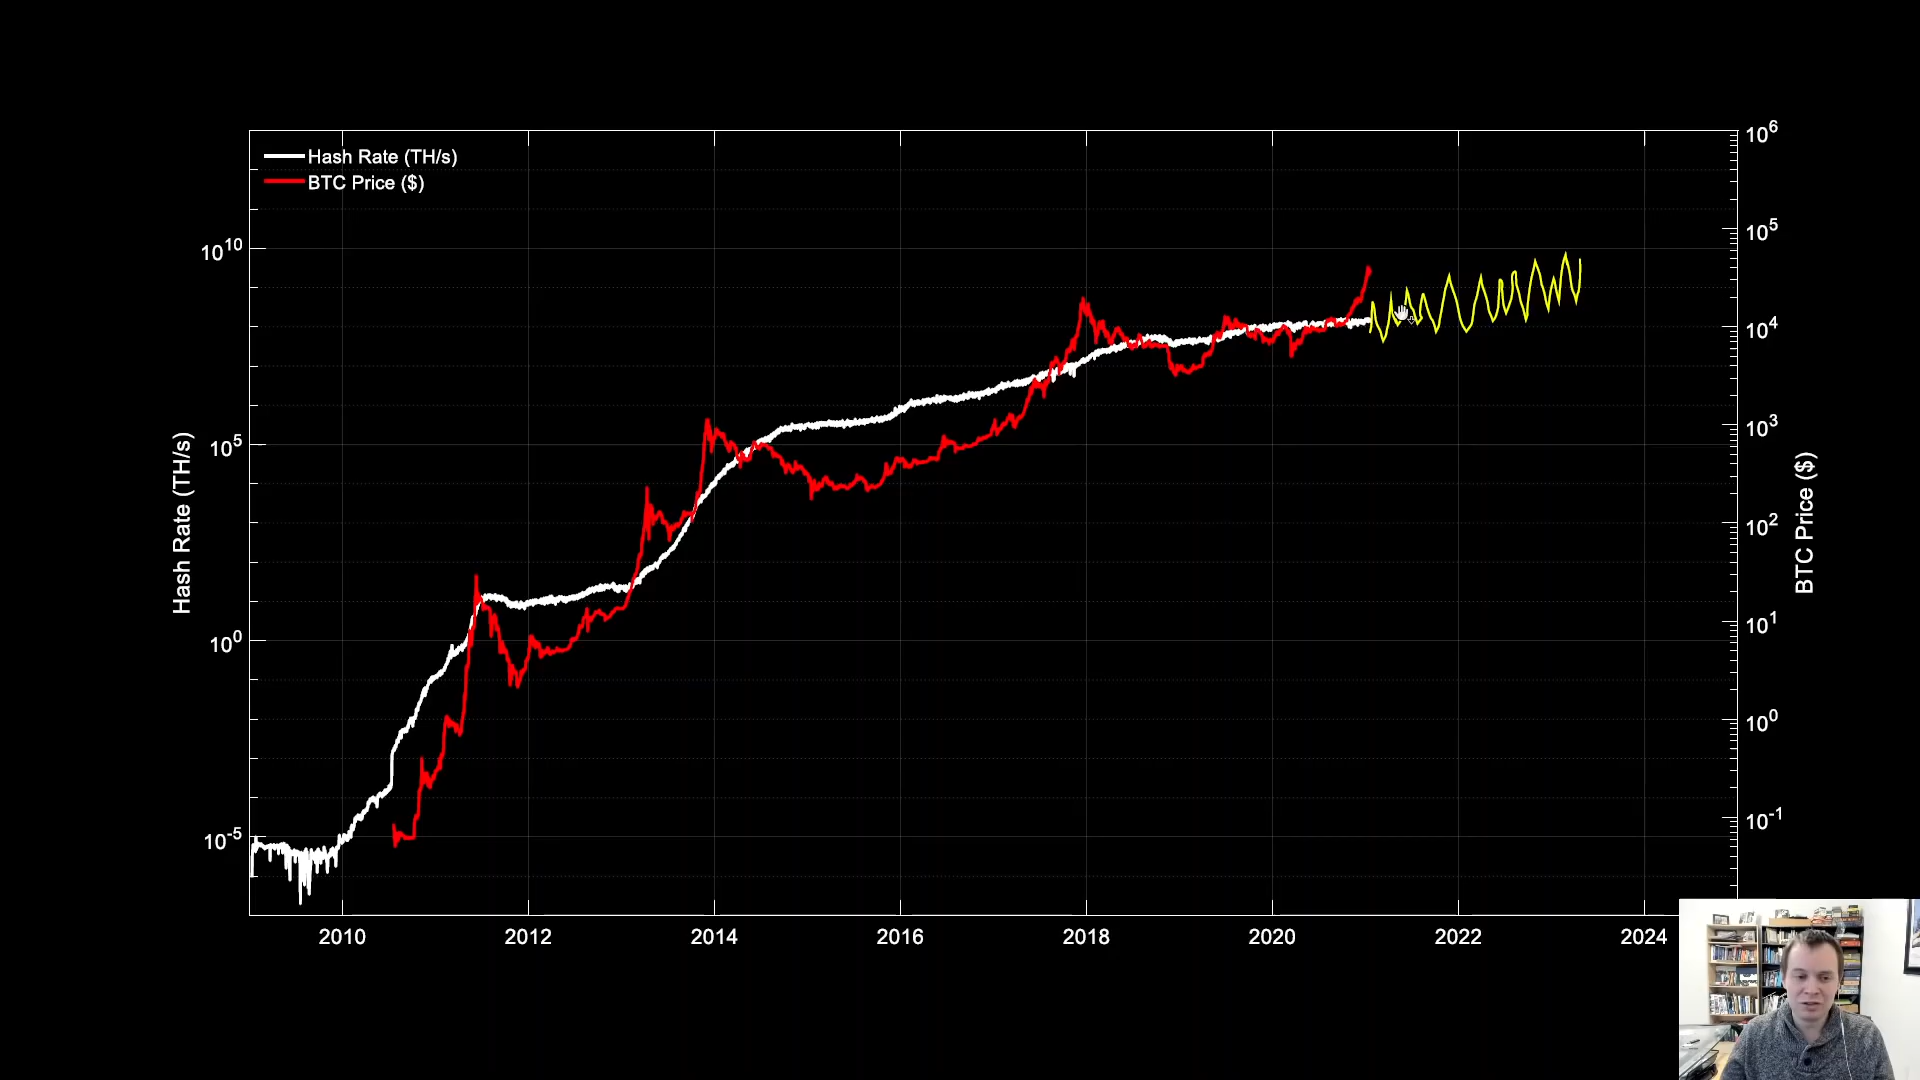 Hash Rate (TH/s)
BTC Price ($)
10^6
10^5
10^4
10^3
10^2
10^1
10^0
10^-1
10^10
10^5
10^0
10^-5
Hash Rate (TH/s)
BTC Price ($)
2010 2012 2014 2016 2018 2020 2022 2024